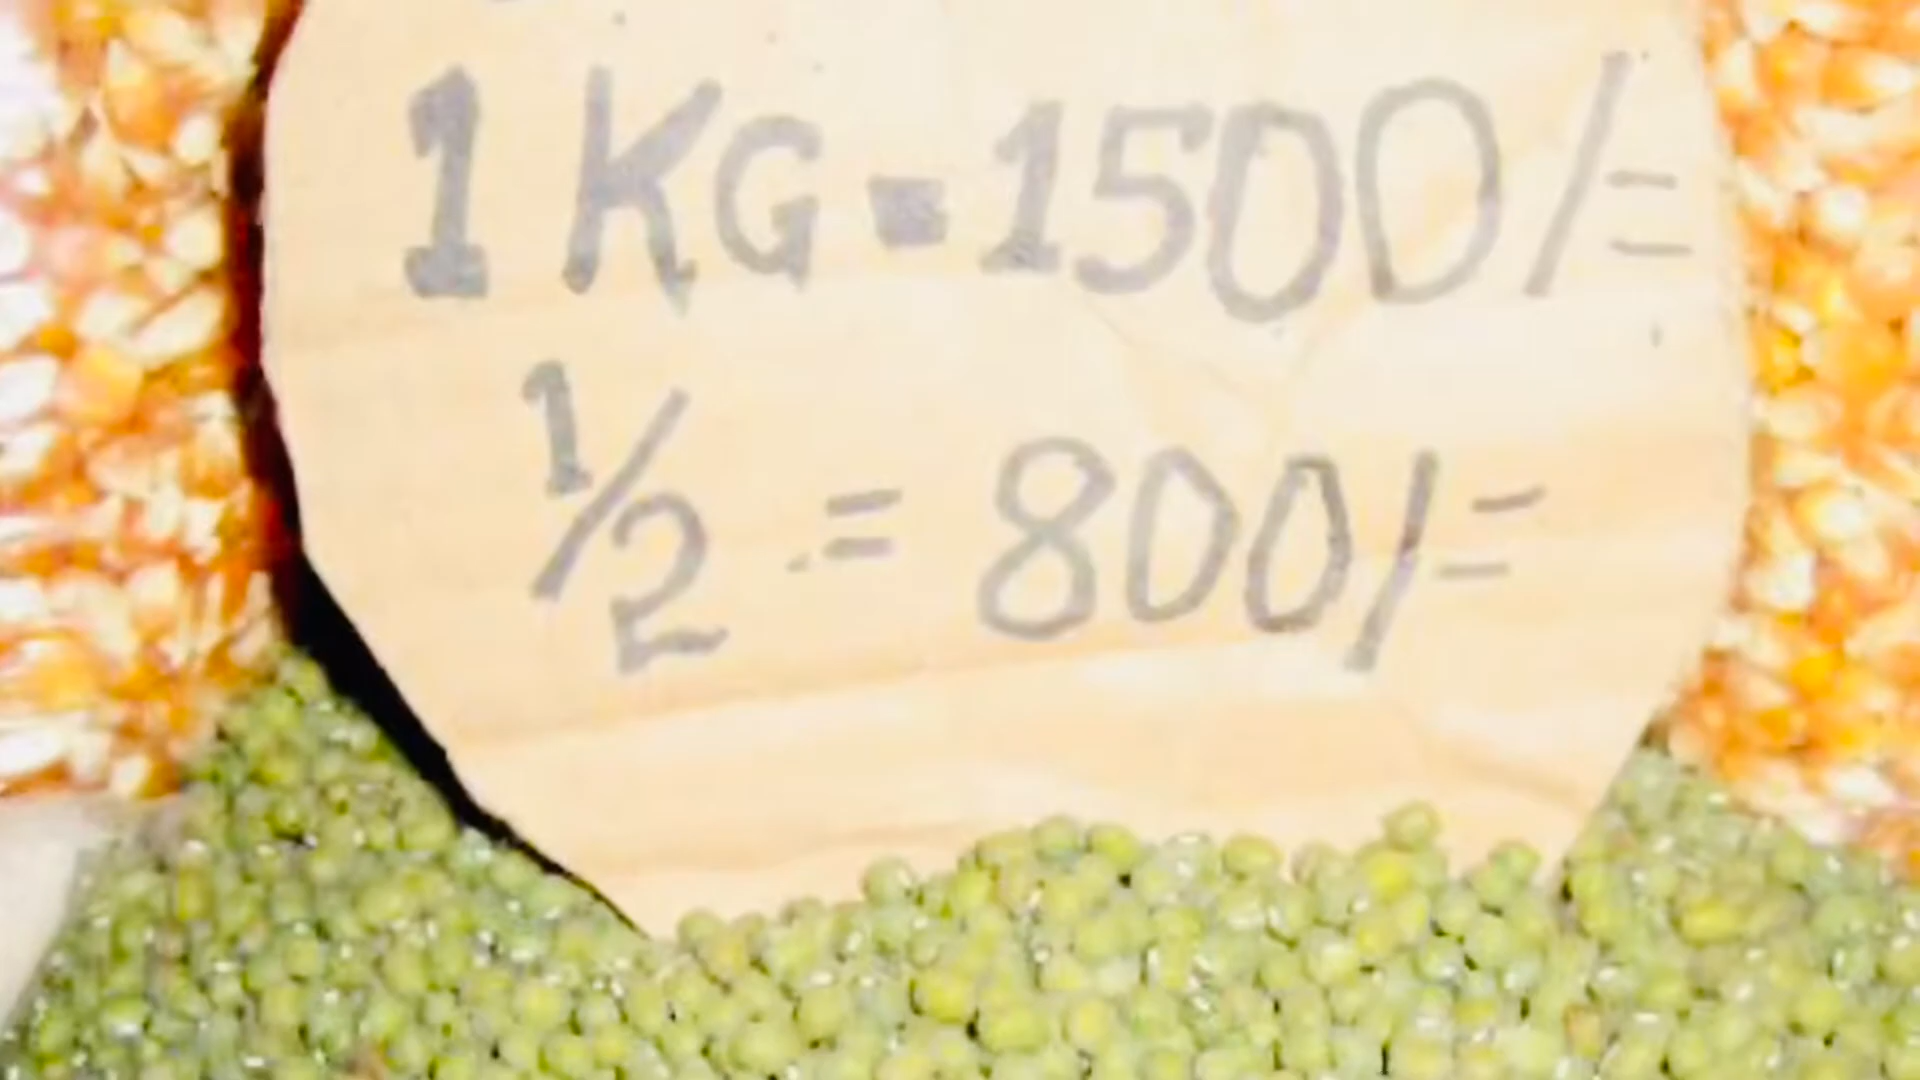 1 KG - 1500/=
1/2 = 800/=